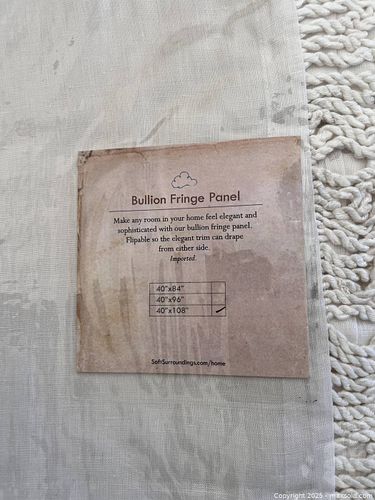 Bullion Fringe Panel
Make any room in your home feel elegant and
sophisticated with our bullion fringe panel.
Flipable so the elegant trim can drape
from either side.
Imported.
40"x84"
40"x96"
40"x108"
SoftSurroundings.com/home
Copyright 2025 - maxsold.com